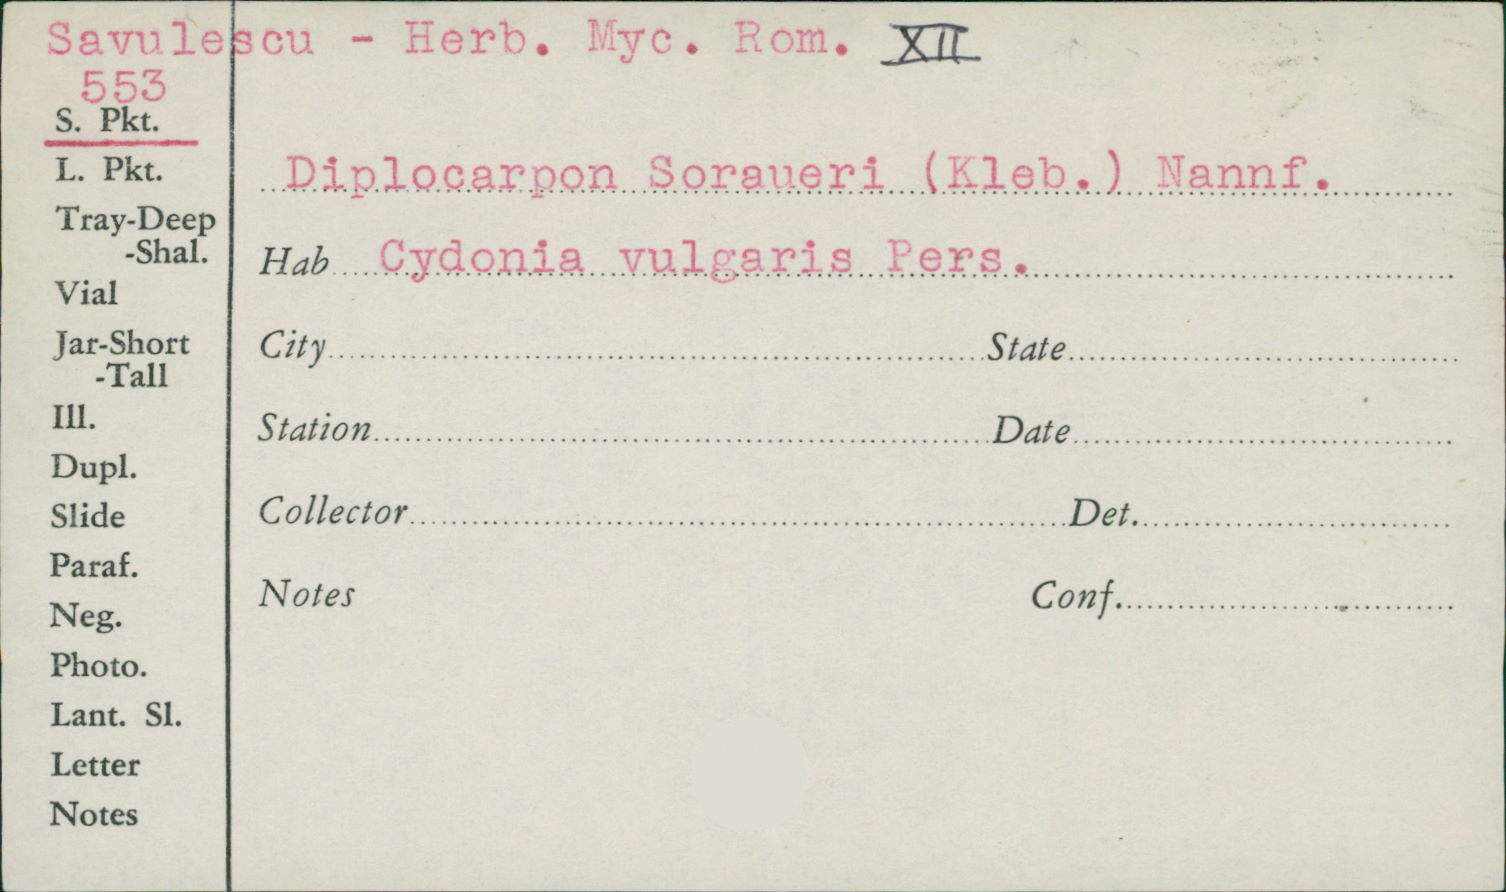 Savulescu - Herb. Myc. Rom. XII
553
S. Pkt.
L. Pkt.
Tray-Deep
-Shal.
Vial
Jar-Short
-Tall
Ill.
Dupl.
Slide
Paraf.
Neg.
Photo.
Lant. Sl.
Letter
Notes
Diplocarpon Soraueri (Kleb.) Nannf.
Hab Cydonia vulgaris Pers.
City State
Station Date
Collector Det.
Notes Conf.